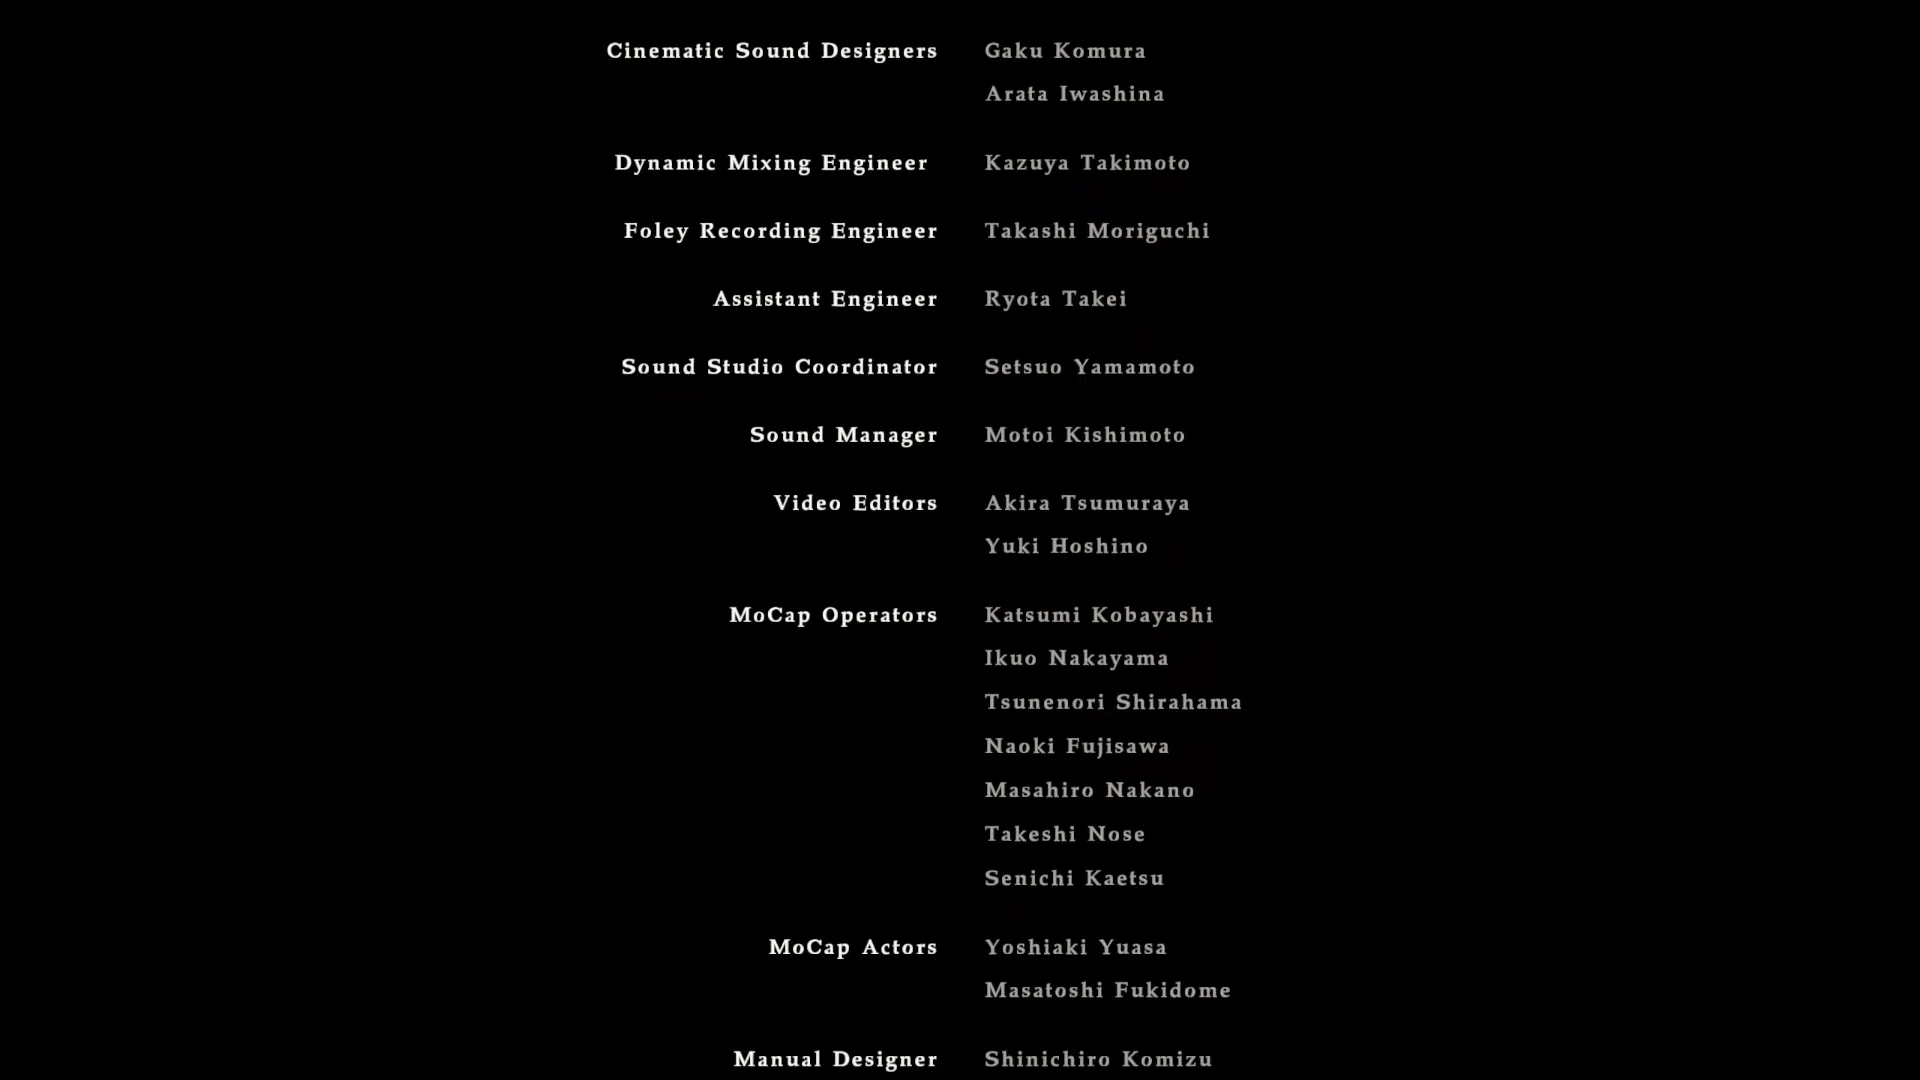 Cinematic Sound Designers Gaku Komura
Arata Iwashina
Dynamic Mixing Engineer Kazuya Takimoto
Foley Recording Engineer Takashi Moriguchi
Assistant Engineer Ryota Takei
Sound Studio Coordinator Setsuo Yamamoto
Sound Manager Motoi Kishimoto
Video Editors Akira Tsumuraya
Yuki Hoshino
MoCap Operators Katsumi Kobayashi
Ikuo Nakayama
Tsunenori Shirahama
Naoki Fujisawa
Masahiro Nakano
Takeshi Nose
Senichi Kaetsu
MoCap Actors Yoshiaki Yuasa
Masatoshi Fukidome
Manual Designer Shinichiro Komizu